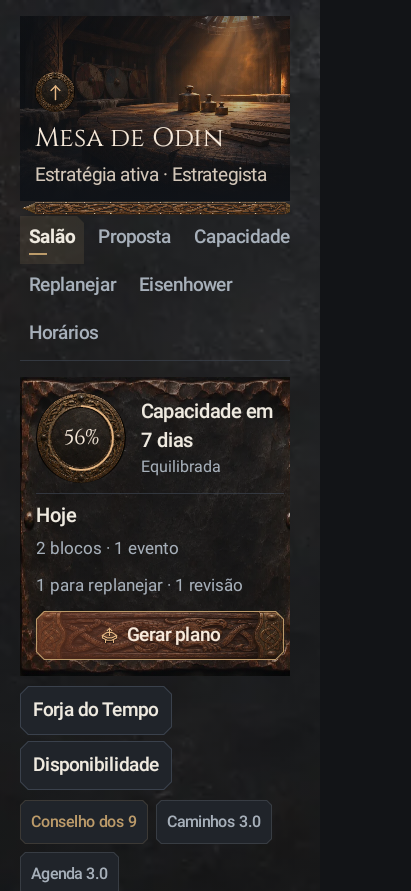 Mesa de Odin
Estratégia ativa · Estrategista
Salão Proposta Capacidade
Replanejar Eisenhower
Horários
56%
Capacidade em
7 dias
Equilibrada
Hoje
2 blocos · 1 evento
1 para replanejar · 1 revisão
Gerar plano
Forja do Tempo
Disponibilidade
Conselho dos 9 Caminhos 3.0
Agenda 3.0